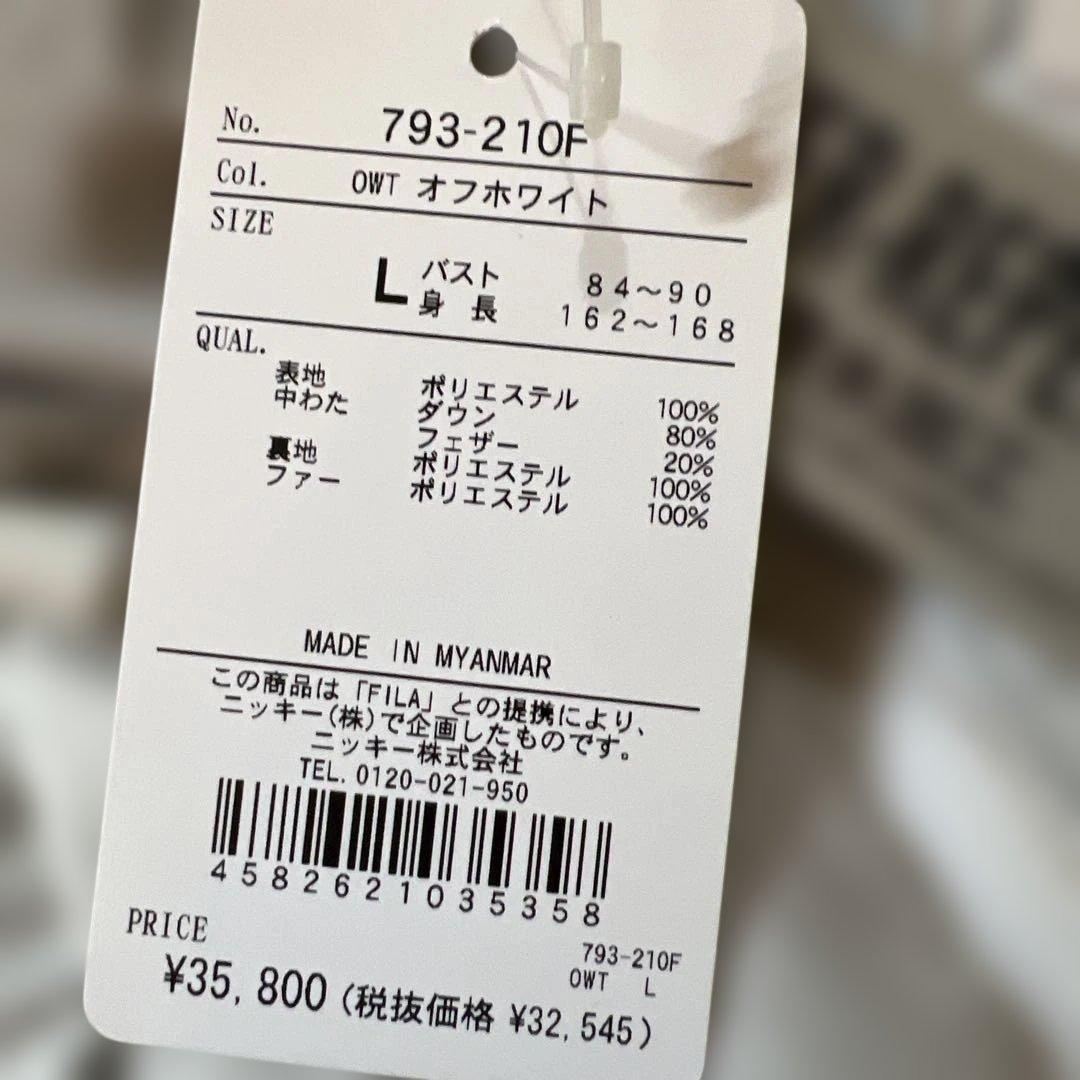 No. 793-210F
Col. OWT オフホワイト
SIZE
L バスト 84～90
身長 162～168
QUAL.
表地 ポリエステル 100%
中わた ダウン 80%
フェザー 20%
裏地 ポリエステル 100%
ファー ポリエステル 100%
MADE IN MYANMAR
この商品は「FILA」との提携により、
ニッキー(株)で企画したものです。
ニッキー株式会社
TEL. 0120-021-950
4582621035358
PRICE
793-210F
OWT L
¥35,800 (税抜価格 ¥32,545)